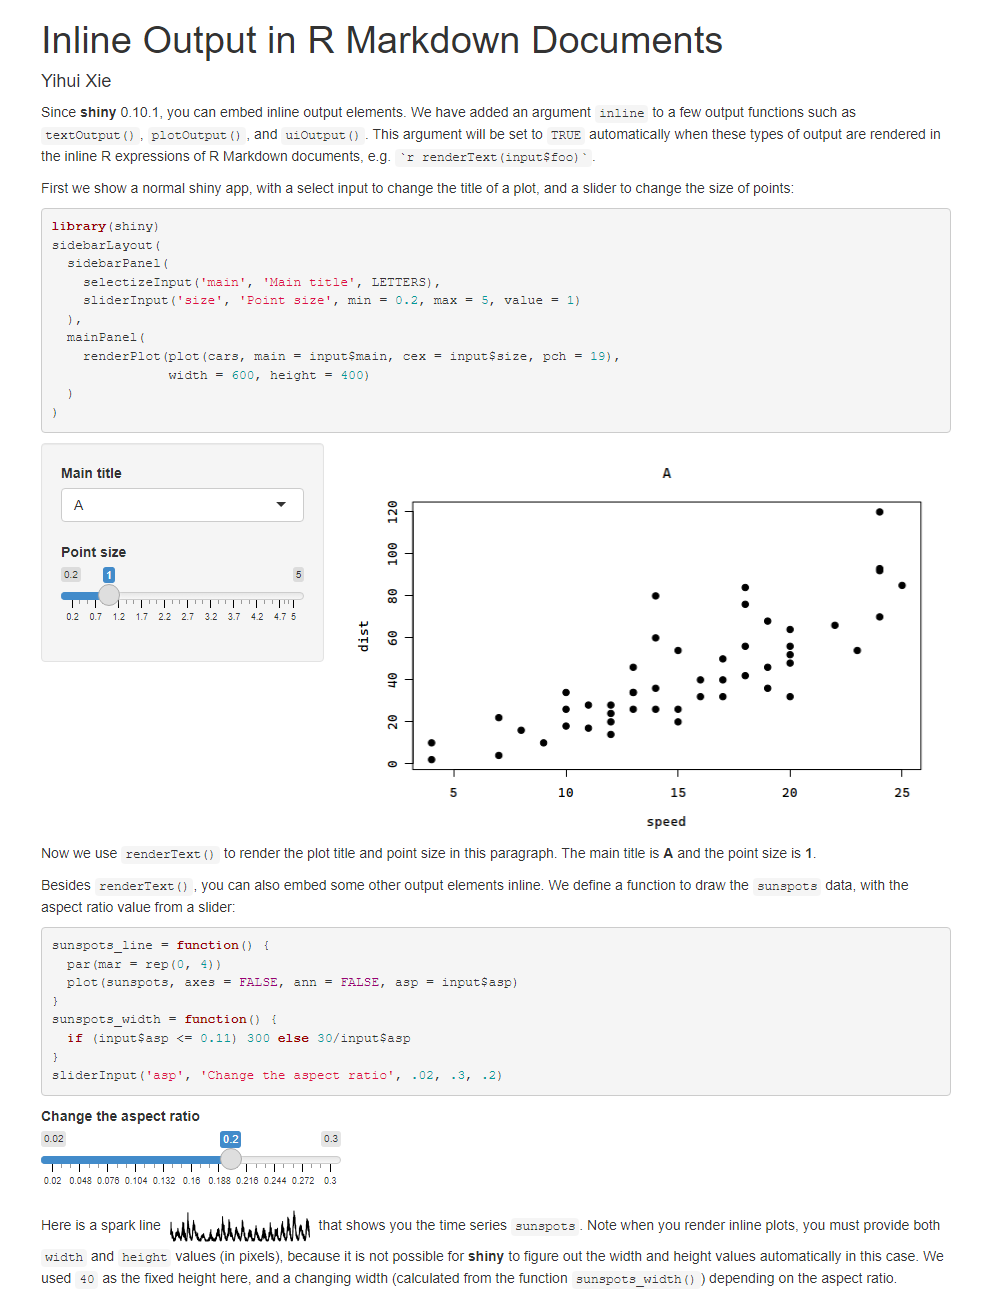 Inline Output in R Markdown Documents
Yihui Xie
Since shiny 0.10.1, you can embed inline output elements. We have added an argument inline to a few output functions such as
textOutput(), plotOutput(), and uiOutput(). This argument will be set to TRUE automatically when these types of output are rendered in
the inline R expressions of R Markdown documents, e.g. `r renderText(input$foo)`.
First we show a normal shiny app, with a select input to change the title of a plot, and a slider to change the size of points:
library(shiny)
sidebarLayout(
  sidebarPanel(
    selectizeInput('main', 'Main title', LETTERS),
    sliderInput('size', 'Point size', min = 0.2, max = 5, value = 1)
  ),
  mainPanel(
    renderPlot(plot(cars, main = input$main, cex = input$size, pch = 19),
               width = 600, height = 400)
  )
)
Main title
A
Point size
0.2 1 5
0.2 0.7 1.2 1.7 2.2 2.7 3.2 3.7 4.2 4.7 5
A
dist
120
100
80
60
40
20
0
5 10 15 20 25
speed
Now we use renderText() to render the plot title and point size in this paragraph. The main title is A and the point size is 1.
Besides renderText(), you can also embed some other output elements inline. We define a function to draw the sunspots data, with the
aspect ratio value from a slider:
sunspots_line = function() {
  par(mar = rep(0, 4))
  plot(sunspots, axes = FALSE, ann = FALSE, asp = input$asp)
}
sunspots_width = function() {
  if (input$asp <= 0.11) 300 else 30/input$asp
}
sliderInput('asp', 'Change the aspect ratio', .02, .3, .2)
Change the aspect ratio
0.02 0.2 0.3
0.02 0.048 0.076 0.104 0.132 0.16 0.188 0.216 0.244 0.272 0.3
Here is a spark line that shows you the time series sunspots. Note when you render inline plots, you must provide both
width and height values (in pixels), because it is not possible for shiny to figure out the width and height values automatically in this case. We
used 40 as the fixed height here, and a changing width (calculated from the function sunspots_width()) depending on the aspect ratio.